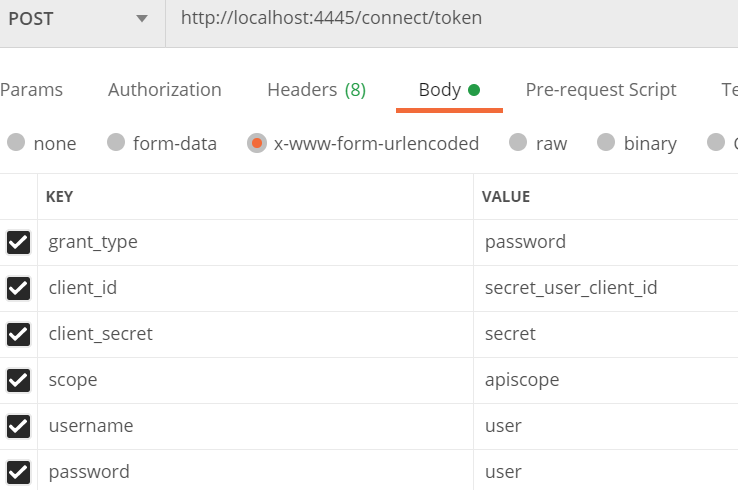 POST http://localhost:4445/connect/token
Params Authorization Headers (8) Body Pre-request Script Te
none form-data x-www-form-urlencoded raw binary
KEY VALUE
grant_type password
client_id secret_user_client_id
client_secret secret
scope apiscope
username user
password user